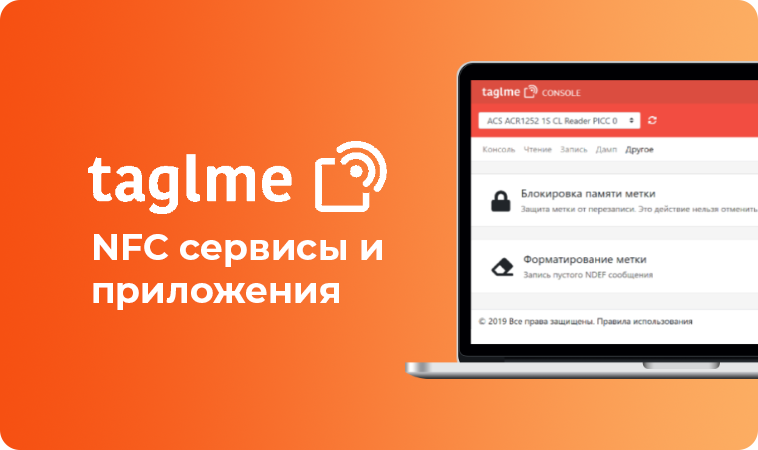 taglme
NFC сервисы и
приложения
taglme CONSOLE
ACS ACR1252 1S CL Reader PICC 0
Консоль Чтение Запись Дамп Другое
Блокировка памяти метки
Защита метки от перезаписи. Это действие нельзя отменить
Форматирование метки
Запись пустого NDEF сообщения
© 2019 Все права защищены. Правила использования